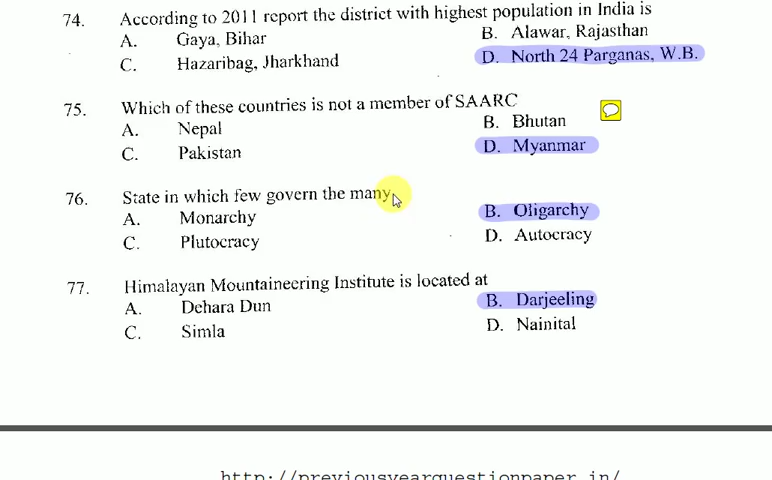 74. According to 2011 report the district with highest population in India is
A. Gaya, Bihar B. Alawar, Rajasthan
C. Hazaribag, Jharkhand D. North 24 Parganas, W.B.
75. Which of these countries is not a member of SAARC
A. Nepal B. Bhutan
C. Pakistan D. Myanmar
76. State in which few govern the many
A. Monarchy B. Oligarchy
C. Plutocracy D. Autocracy
77. Himalayan Mountaineering Institute is located at
A. Dehara Dun B. Darjeeling
C. Simla D. Nainital
http://previousyearquestionpaper.in/